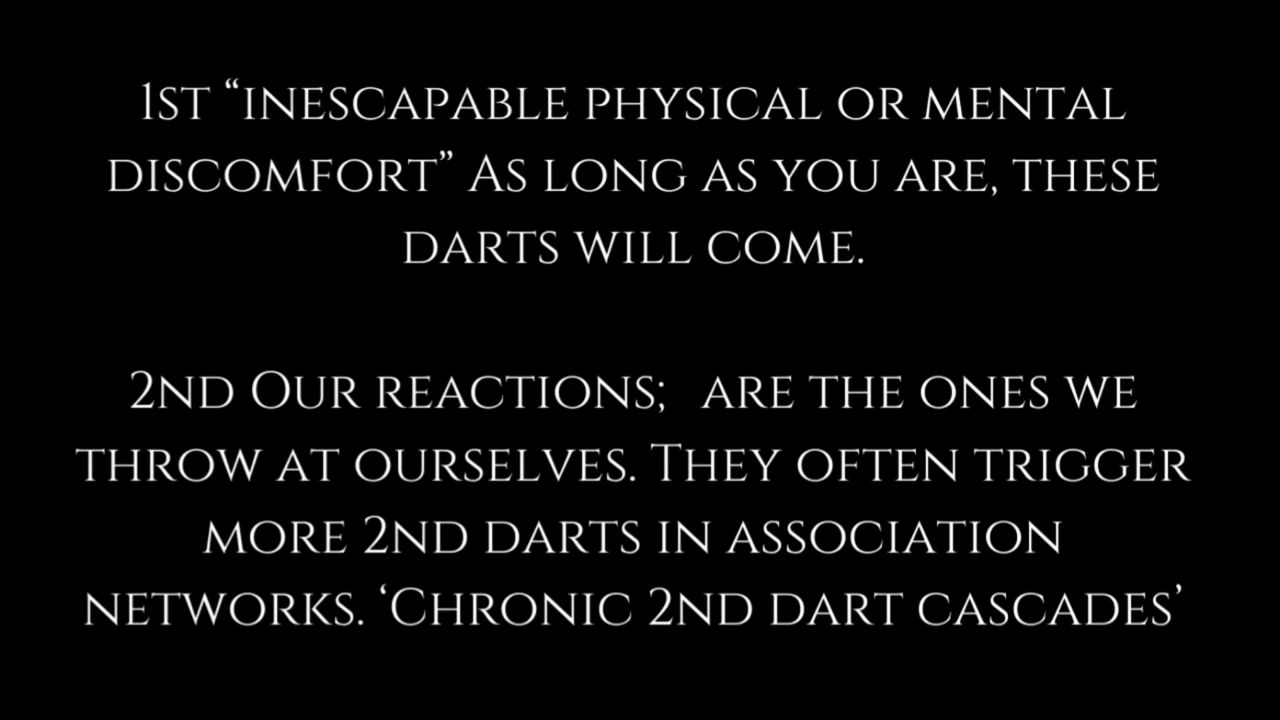 1st “inescapable physical or mental
discomfort” As long as you are, these
darts will come.
2nd Our reactions; are the ones we
throw at ourselves. They often trigger
more 2nd darts in association
networks. ‘Chronic 2nd dart cascades’